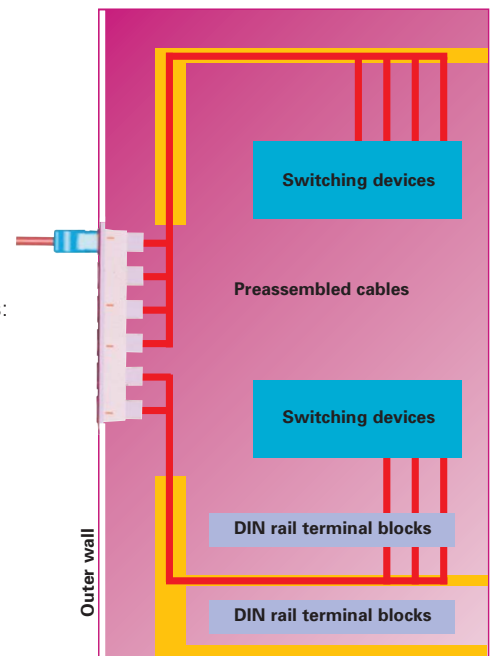 Switching devices
Preassembled cables
:
Switching devices
DIN rail terminal blocks
Outer wall
DIN rail terminal blocks